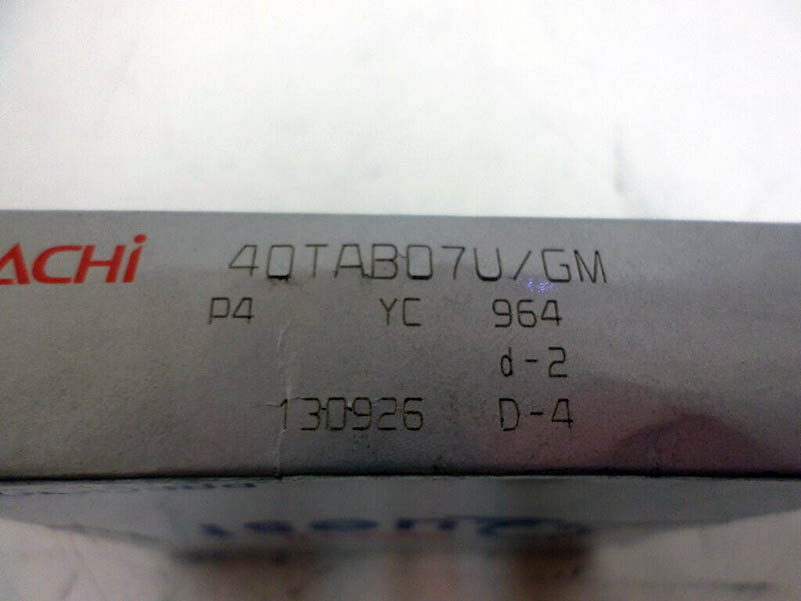 ACHi 40TAB07U/GM
P4 YC 964
d-2
130926 D-4